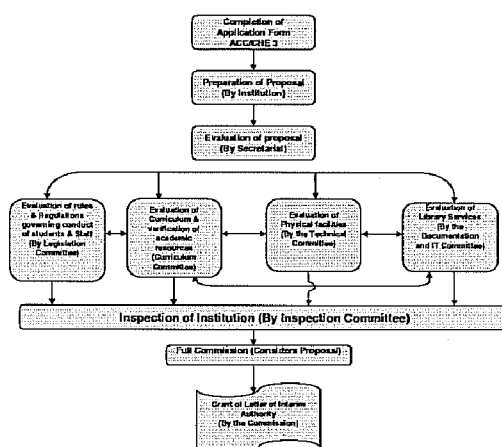 Completion of
Application Form
ACC/CHE 3
Preparation of Proposal
(By Institution)
Evaluation of proposal
(By Secretariat)
Evaluation of rules
& Regulations
governing conduct
of students & Staff
(By Legislation
Committee)
Evaluation of
Curriculum &
verification of
academic
resources
(Curriculum
Committee)
Evaluation of
Physical facilities
(By the Technical
Committee)
Evaluation of
Library Services
(By the
Documentation
and IT Committee)
Inspection of Institution (By Inspection Committee)
Full Commission (Considers Proposal)
Grant of Letter of Interim
Authority
(By the Commission)